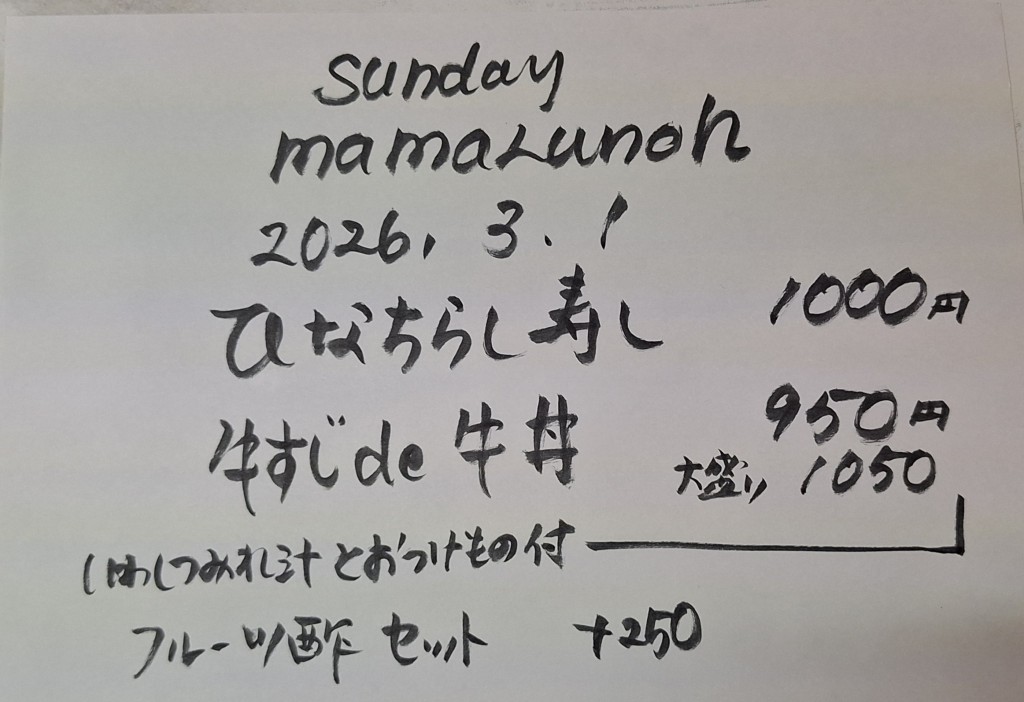 Sunday
mamaLunch
2026. 3. 1
ひなちらし寿し 1000円
牛すじde牛丼 950円
大盛り 1050
いわしつみれ汁とおつけもの付
フルーツ酢セット +250